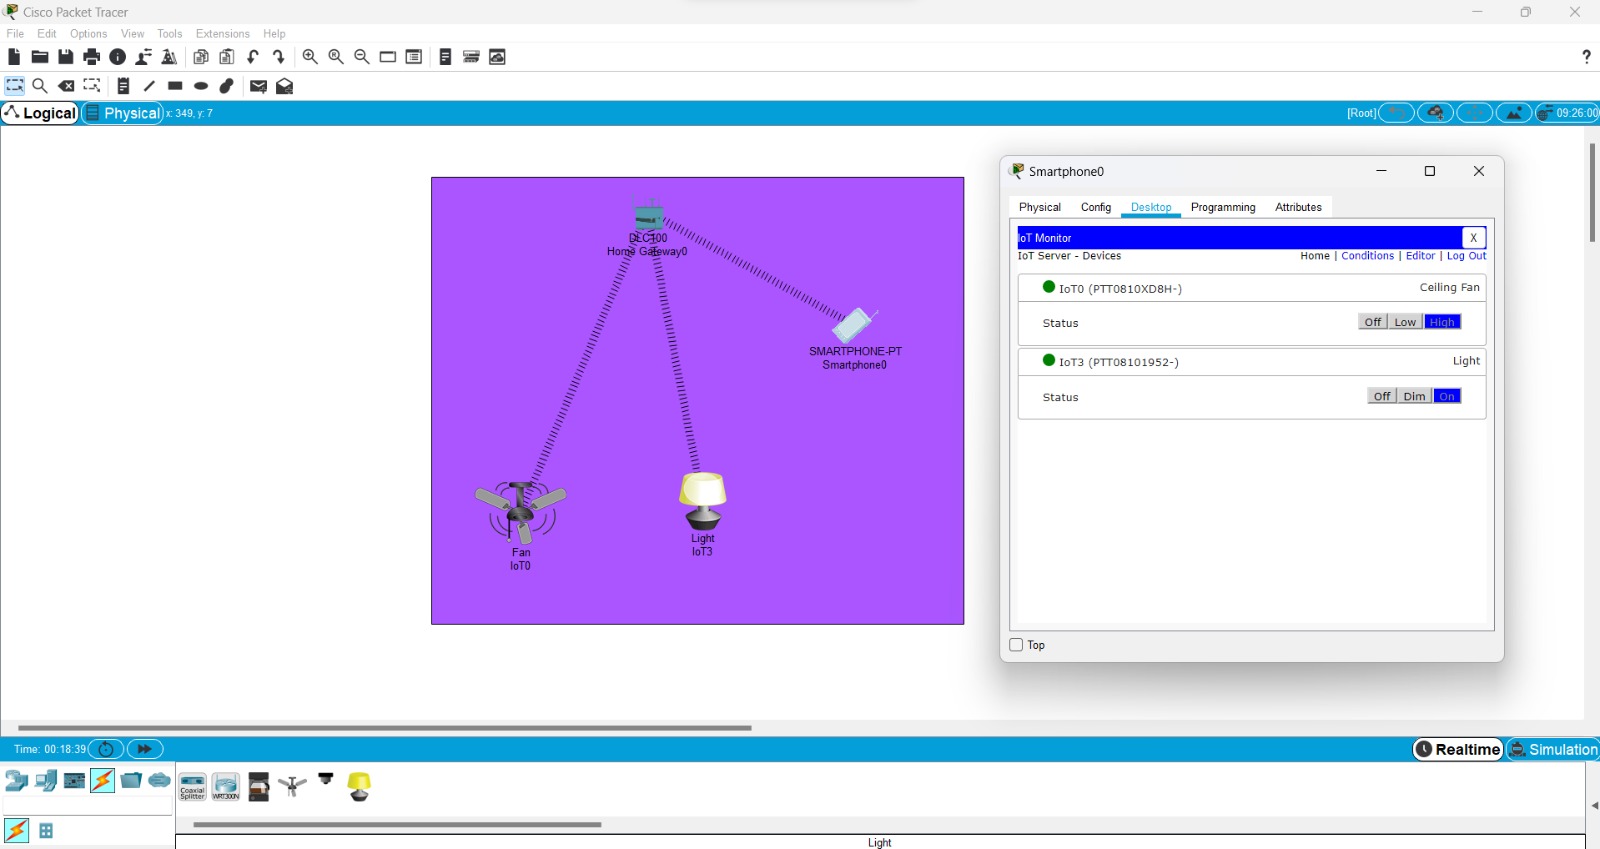 Cisco Packet Tracer
File Edit Options View Tools Extensions Help
?
Logical Physical x: 349, y: 7 [Root] 09:26:00
DLC100
Home Gateway0
SMARTPHONE-PT
Smartphone0
Fan
IoT0
Light
IoT3
Smartphone0
Physical Config Desktop Programming Attributes
IoT Monitor X
IoT Server - Devices Home | Conditions | Editor | Log Out
IoT0 (PTT0810XD8H-) Ceiling Fan
Status Off Low High
IoT3 (PTT08101952-) Light
Status Off Dim On
Top
Time: 00:18:39 Realtime Simulation
Coaxial
Splitter
WRT300N
Light